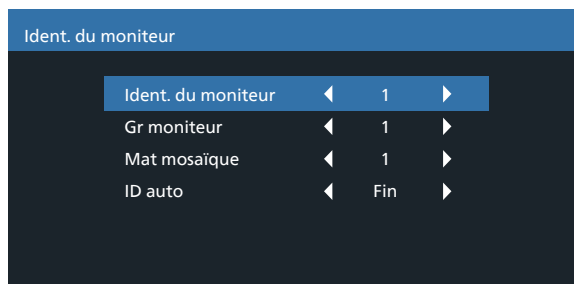 Ident. du moniteur
Ident. du moniteur 1
Gr moniteur 1
Mat mosaïque 1
ID auto Fin